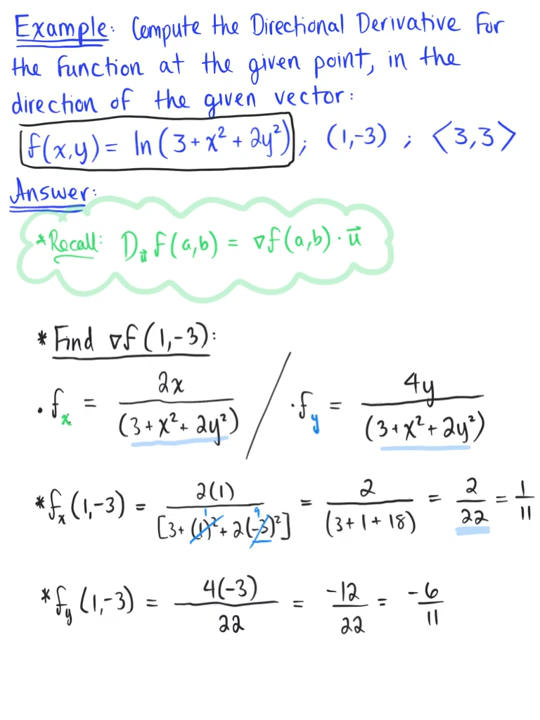 Example: Compute the Directional Derivative for
the function at the given point, in the
direction of the given vector:
f(x,y) = ln(3+x²+2y²); (1,-3); <3,3>
Answer:
*Recall: D_u⃗ f(a,b) = ∇f(a,b)·u⃗
*Find ∇f(1,-3):
·f_x = 2x/(3+x²+2y²) / ·f_y = 4y/(3+x²+2y²)
*f_x(1,-3) = 2(1)/[3+(1)²+2(-3)²] = 2/(3+1+18) = 2/22 = 1/11
1 9
*f_y(1,-3) = 4(-3)/22 = -12/22 = -6/11